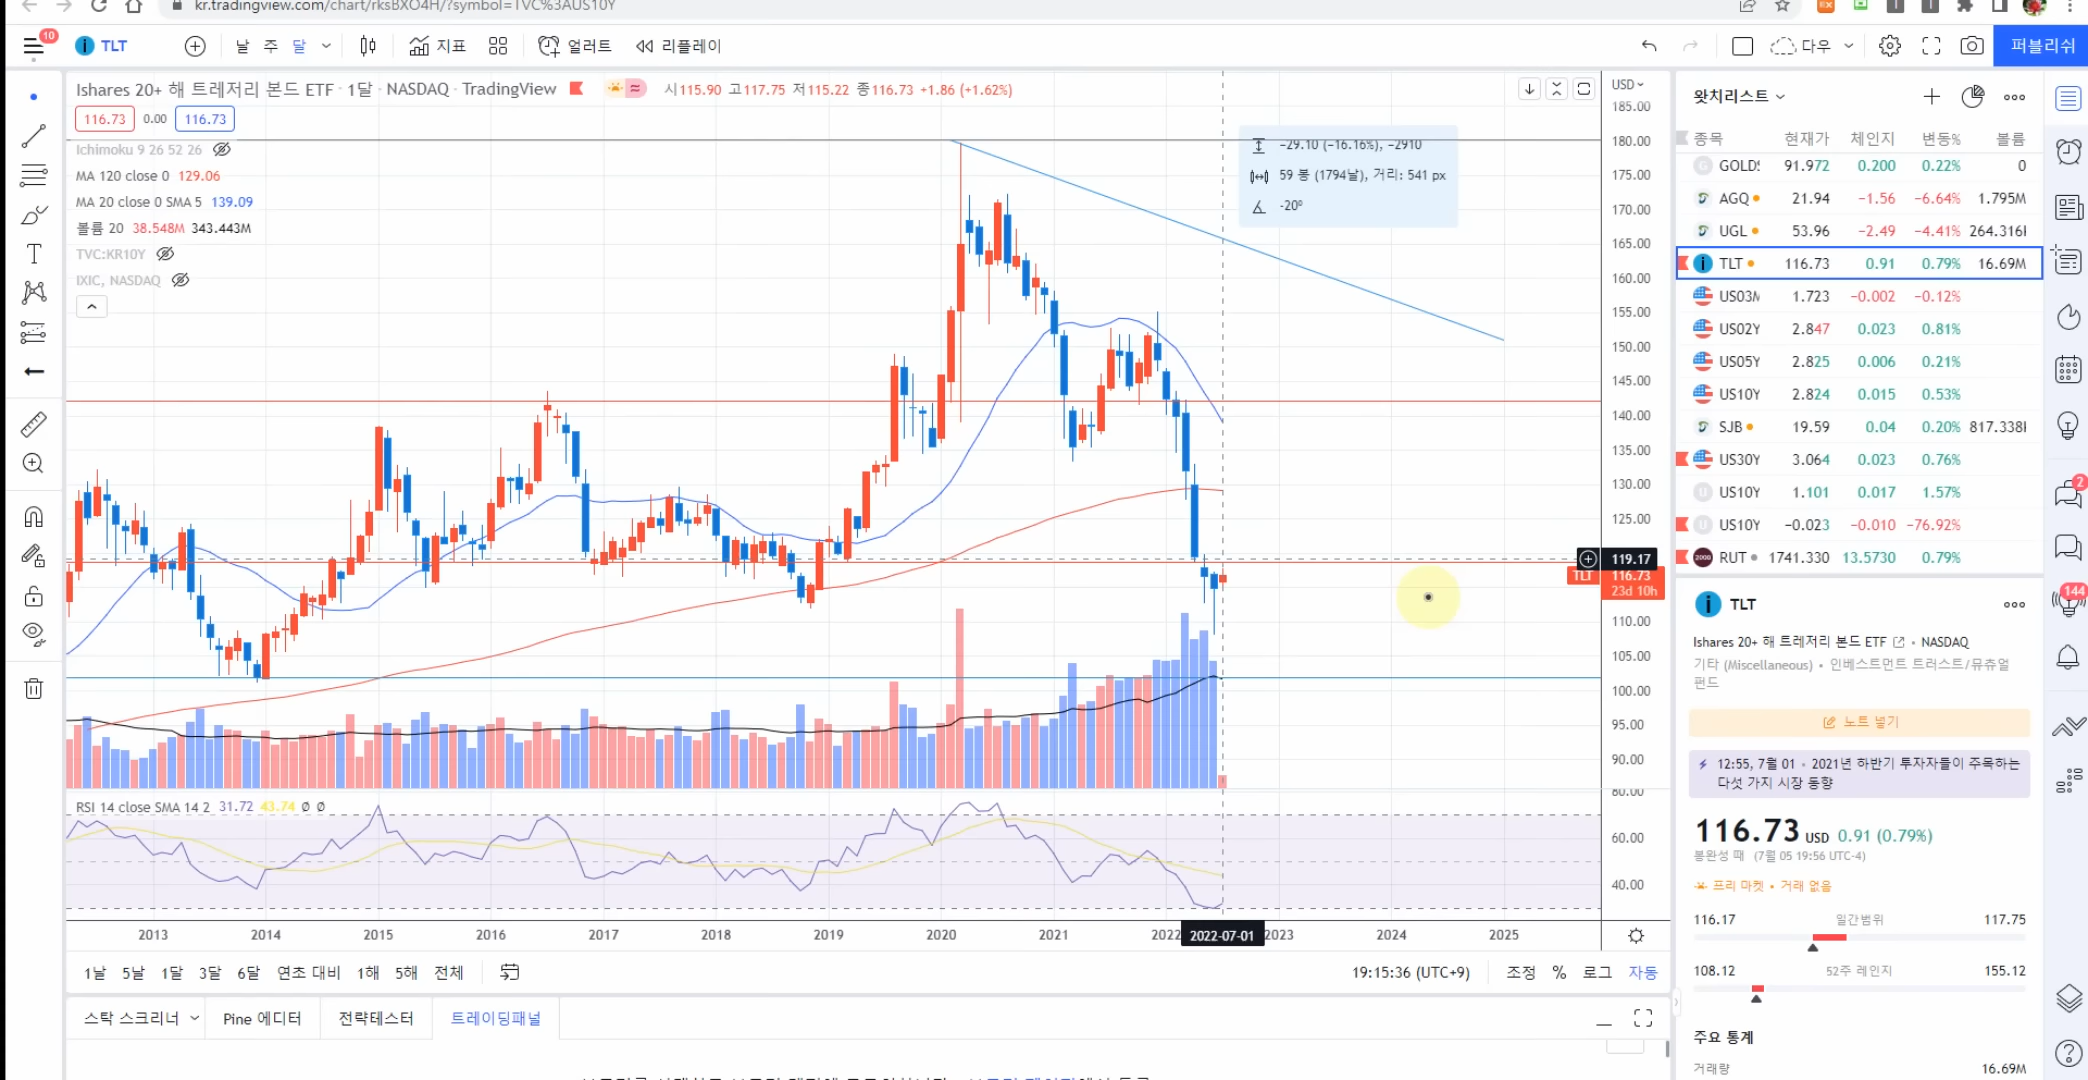 kr.tradingview.com/chart/rksBXO4H/?symbol=TVC%3AUS10Y
10
TLT
날 주 달
지표
얼러트
리플레이
다우
퍼블리쉬
Ishares 20+ 해 트레저리 본드 ETF · 1달 · NASDAQ · TradingView
시115.90 고117.75 저115.22 종116.73 +1.86 (+1.62%)
116.73 0.00 116.73
Ichimoku 9 26 52 26
MA 120 close 0 129.06
MA 20 close 0 SMA 5 139.09
볼륨 20 38.548M 343.443M
TVC:KR10Y
IXIC, NASDAQ
−29.10 (−16.16%), −2910
59 봉 (1794날), 거리: 541 px
-20º
USD
185.00
180.00
175.00
170.00
165.00
160.00
155.00
150.00
145.00
140.00
135.00
130.00
125.00
119.17
TLT 116.73
23d 10h
110.00
105.00
100.00
95.00
90.00
80.00
60.00
40.00
RSI 14 close SMA 14 2 31.72 43.74 ∅ ∅
2013 2014 2015 2016 2017 2018 2019 2020 2021 2022 2022-07-01 2023 2024 2025
1날 5날 1달 3달 6달 연초 대비 1해 5해 전체
19:15:36 (UTC+9) 조정 % 로그 자동
스탁 스크리너 Pine 에디터 전략테스터 트레이딩패널
왓치리스트
종목 현재가 체인지 변동% 볼륨
GOLD 91.972 0.200 0.22% 0
AGQ 21.94 −1.56 −6.64% 1.795M
UGL 53.96 −2.49 −4.41% 264.316
TLT 116.73 0.91 0.79% 16.69M
US03M 1.723 −0.002 −0.12%
US02Y 2.847 0.023 0.81%
US05Y 2.825 0.006 0.21%
US10Y 2.824 0.015 0.53%
SJB 19.59 0.04 0.20% 817.338
US30Y 3.064 0.023 0.76%
US10Y 1.101 0.017 1.57%
US10Y −0.023 −0.010 −76.92%
2000 RUT 1741.330 13.5730 0.79%
TLT
Ishares 20+ 해 트레저리 본드 ETF • NASDAQ
기타 (Miscellaneous) • 인베스트먼트 트러스트/뮤츄얼
펀드
노트 넣기
12:55, 7월 01 • 2021년 하반기 투자자들이 주목하는
다섯 가지 시장 동향
116.73 USD 0.91 (0.79%)
봉완성 때 (7월 05 19:56 UTC-4)
프리 마켓 • 거래 없음
116.17 일간범위 117.75
108.12 52주 레인지 155.12
주요 통계
거래량 16.69M
2
144